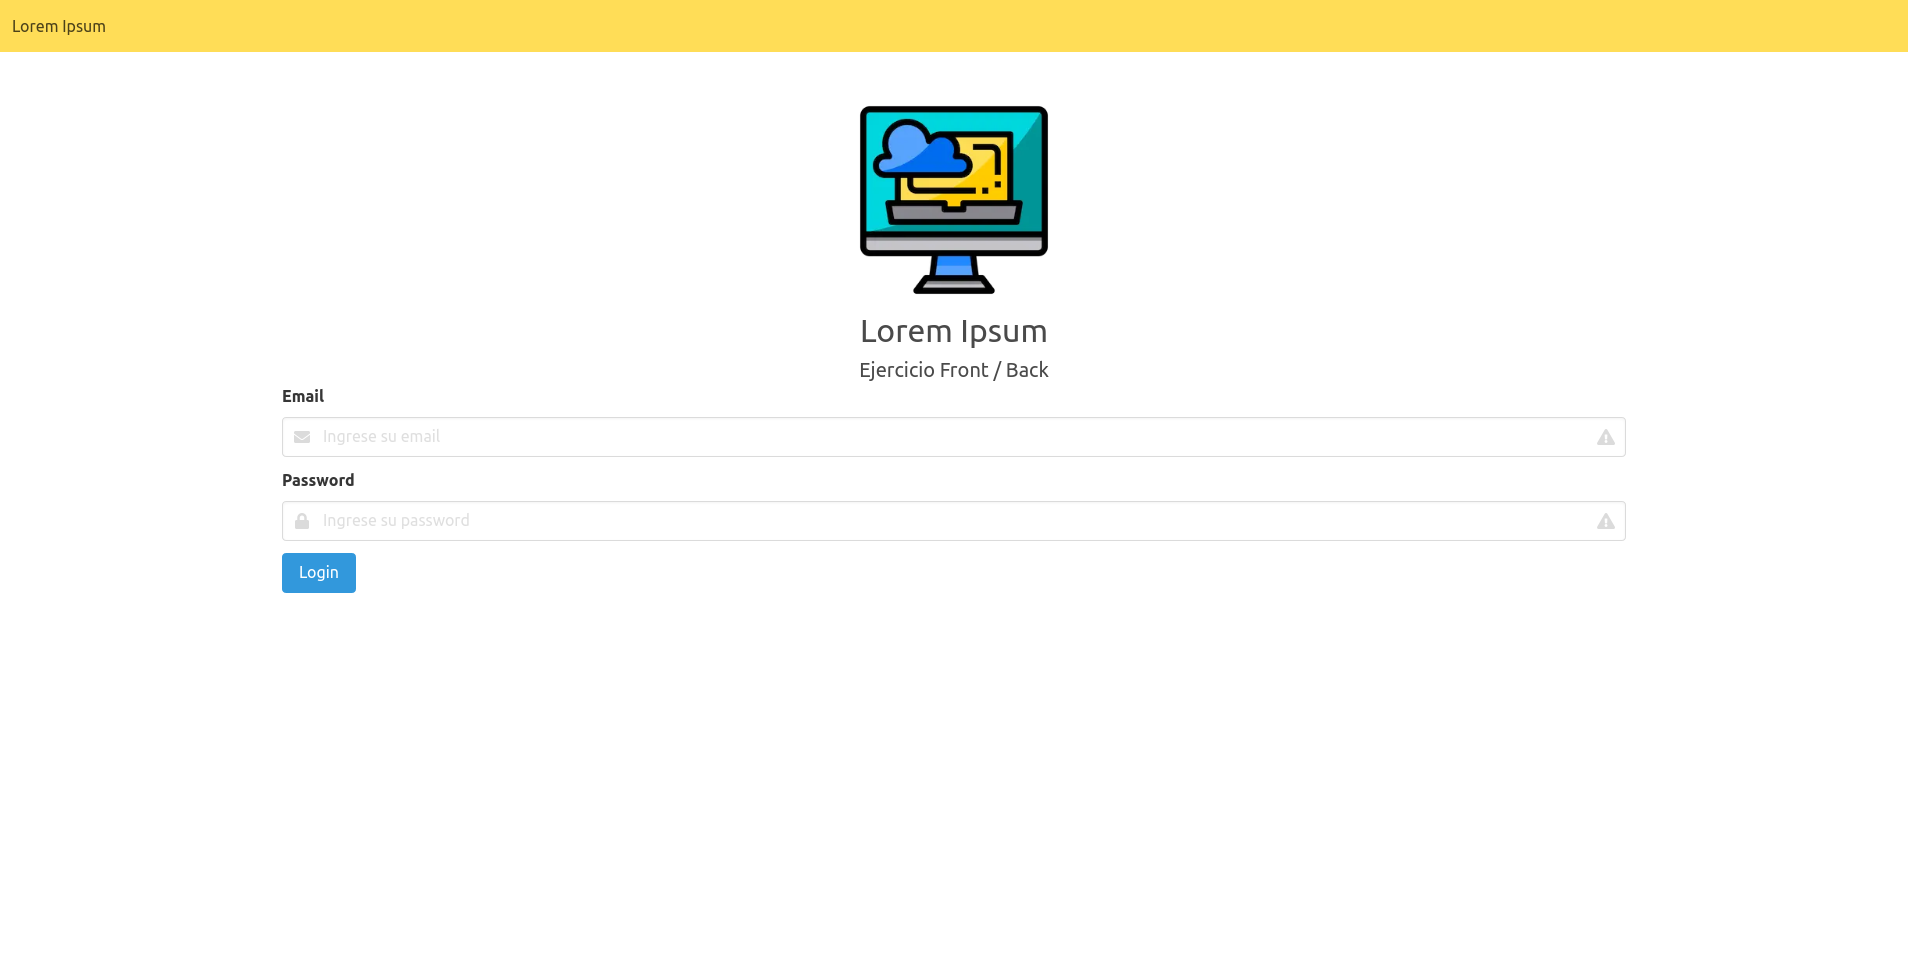 Lorem Ipsum
Lorem Ipsum
Ejercicio Front / Back
Email
Ingrese su email
Password
Ingrese su password
Login